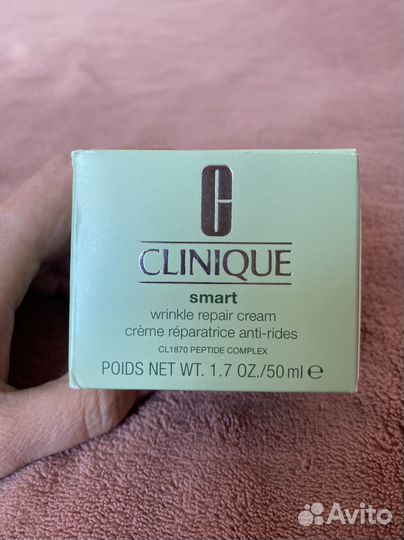 C
CLINIQUE
smart
wrinkle repair cream
crème réparatrice anti-rides
CL1870 PEPTIDE COMPLEX
POIDS NET WT. 1.7 OZ./50 ml ℮
Avito